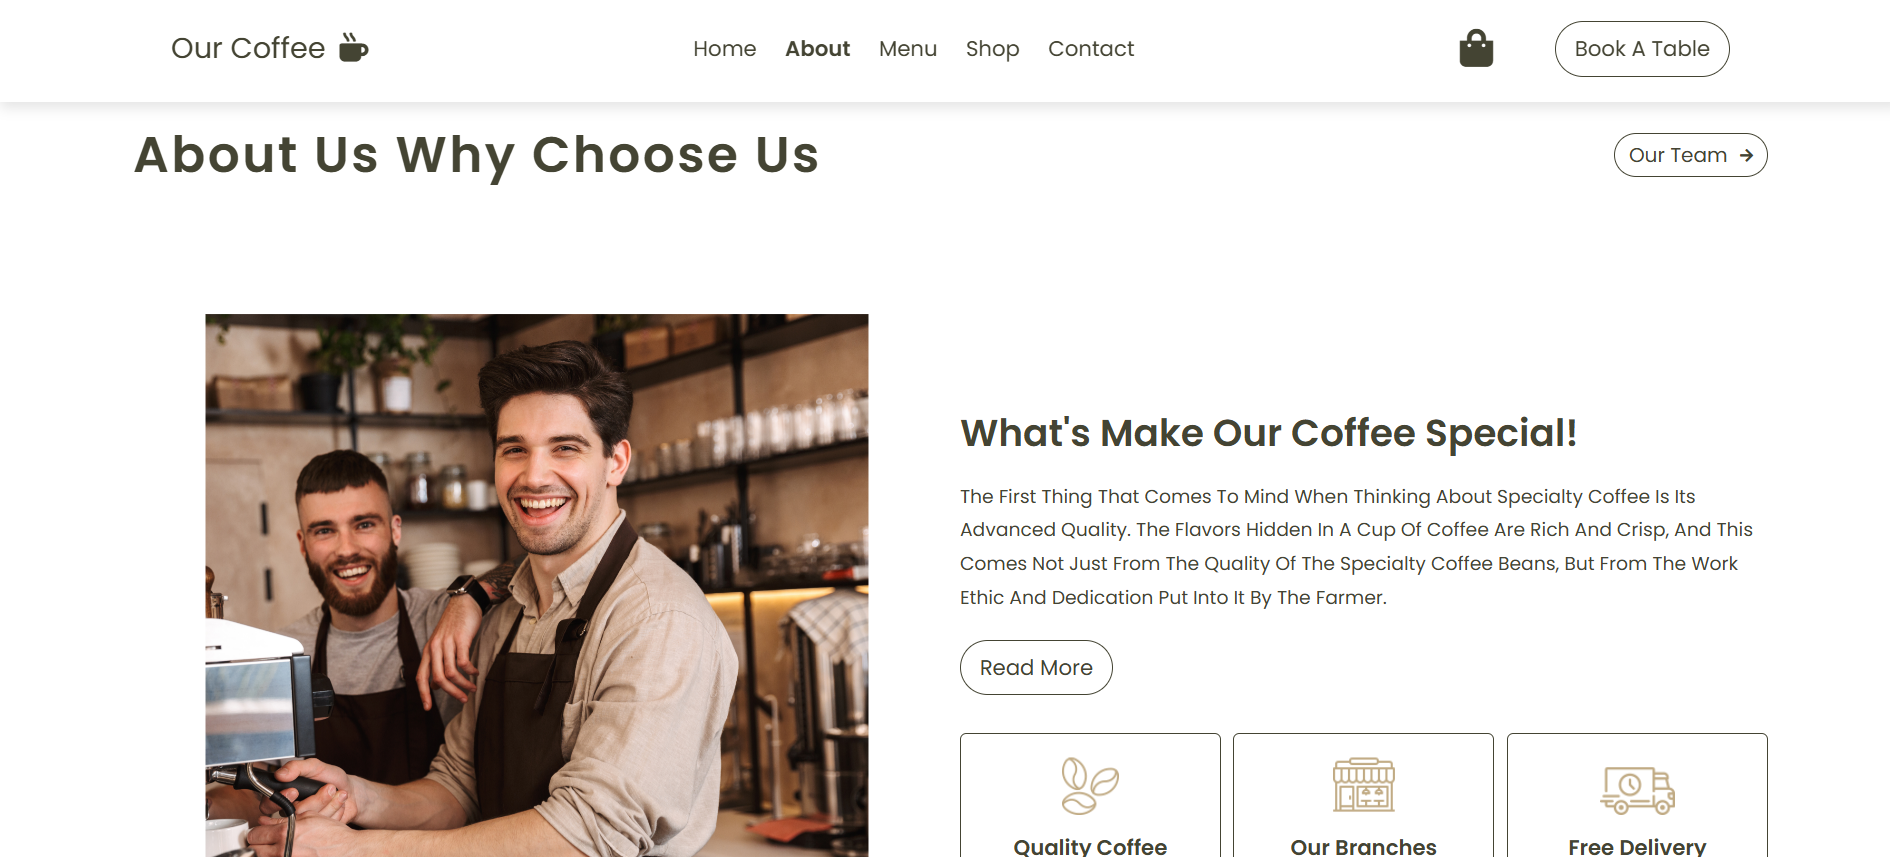 Our Coffee
Home About Menu Shop Contact
Book A Table
About Us Why Choose Us
Our Team
What's Make Our Coffee Special!
The First Thing That Comes To Mind When Thinking About Specialty Coffee Is Its
Advanced Quality. The Flavors Hidden In A Cup Of Coffee Are Rich And Crisp, And This
Comes Not Just From The Quality Of The Specialty Coffee Beans, But From The Work
Ethic And Dedication Put Into It By The Farmer.
Read More
Quality Coffee
Our Branches
Free Delivery